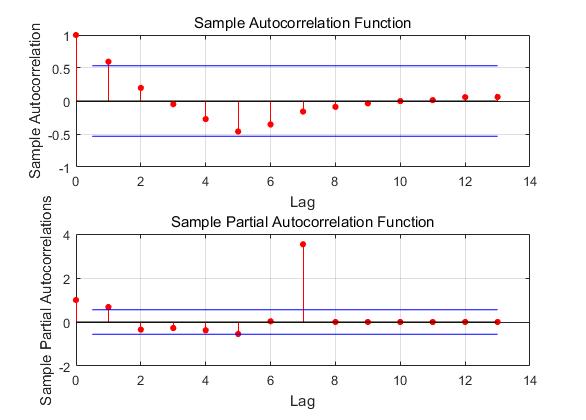 Sample Autocorrelation Function
Sample Autocorrelation
1
0.5
0
-0.5
-1
0 2 4 6 8 10 12 14
Lag
Sample Partial Autocorrelation Function
Sample Partial Autocorrelations
4
2
0
-2
0 2 4 6 8 10 12 14
Lag